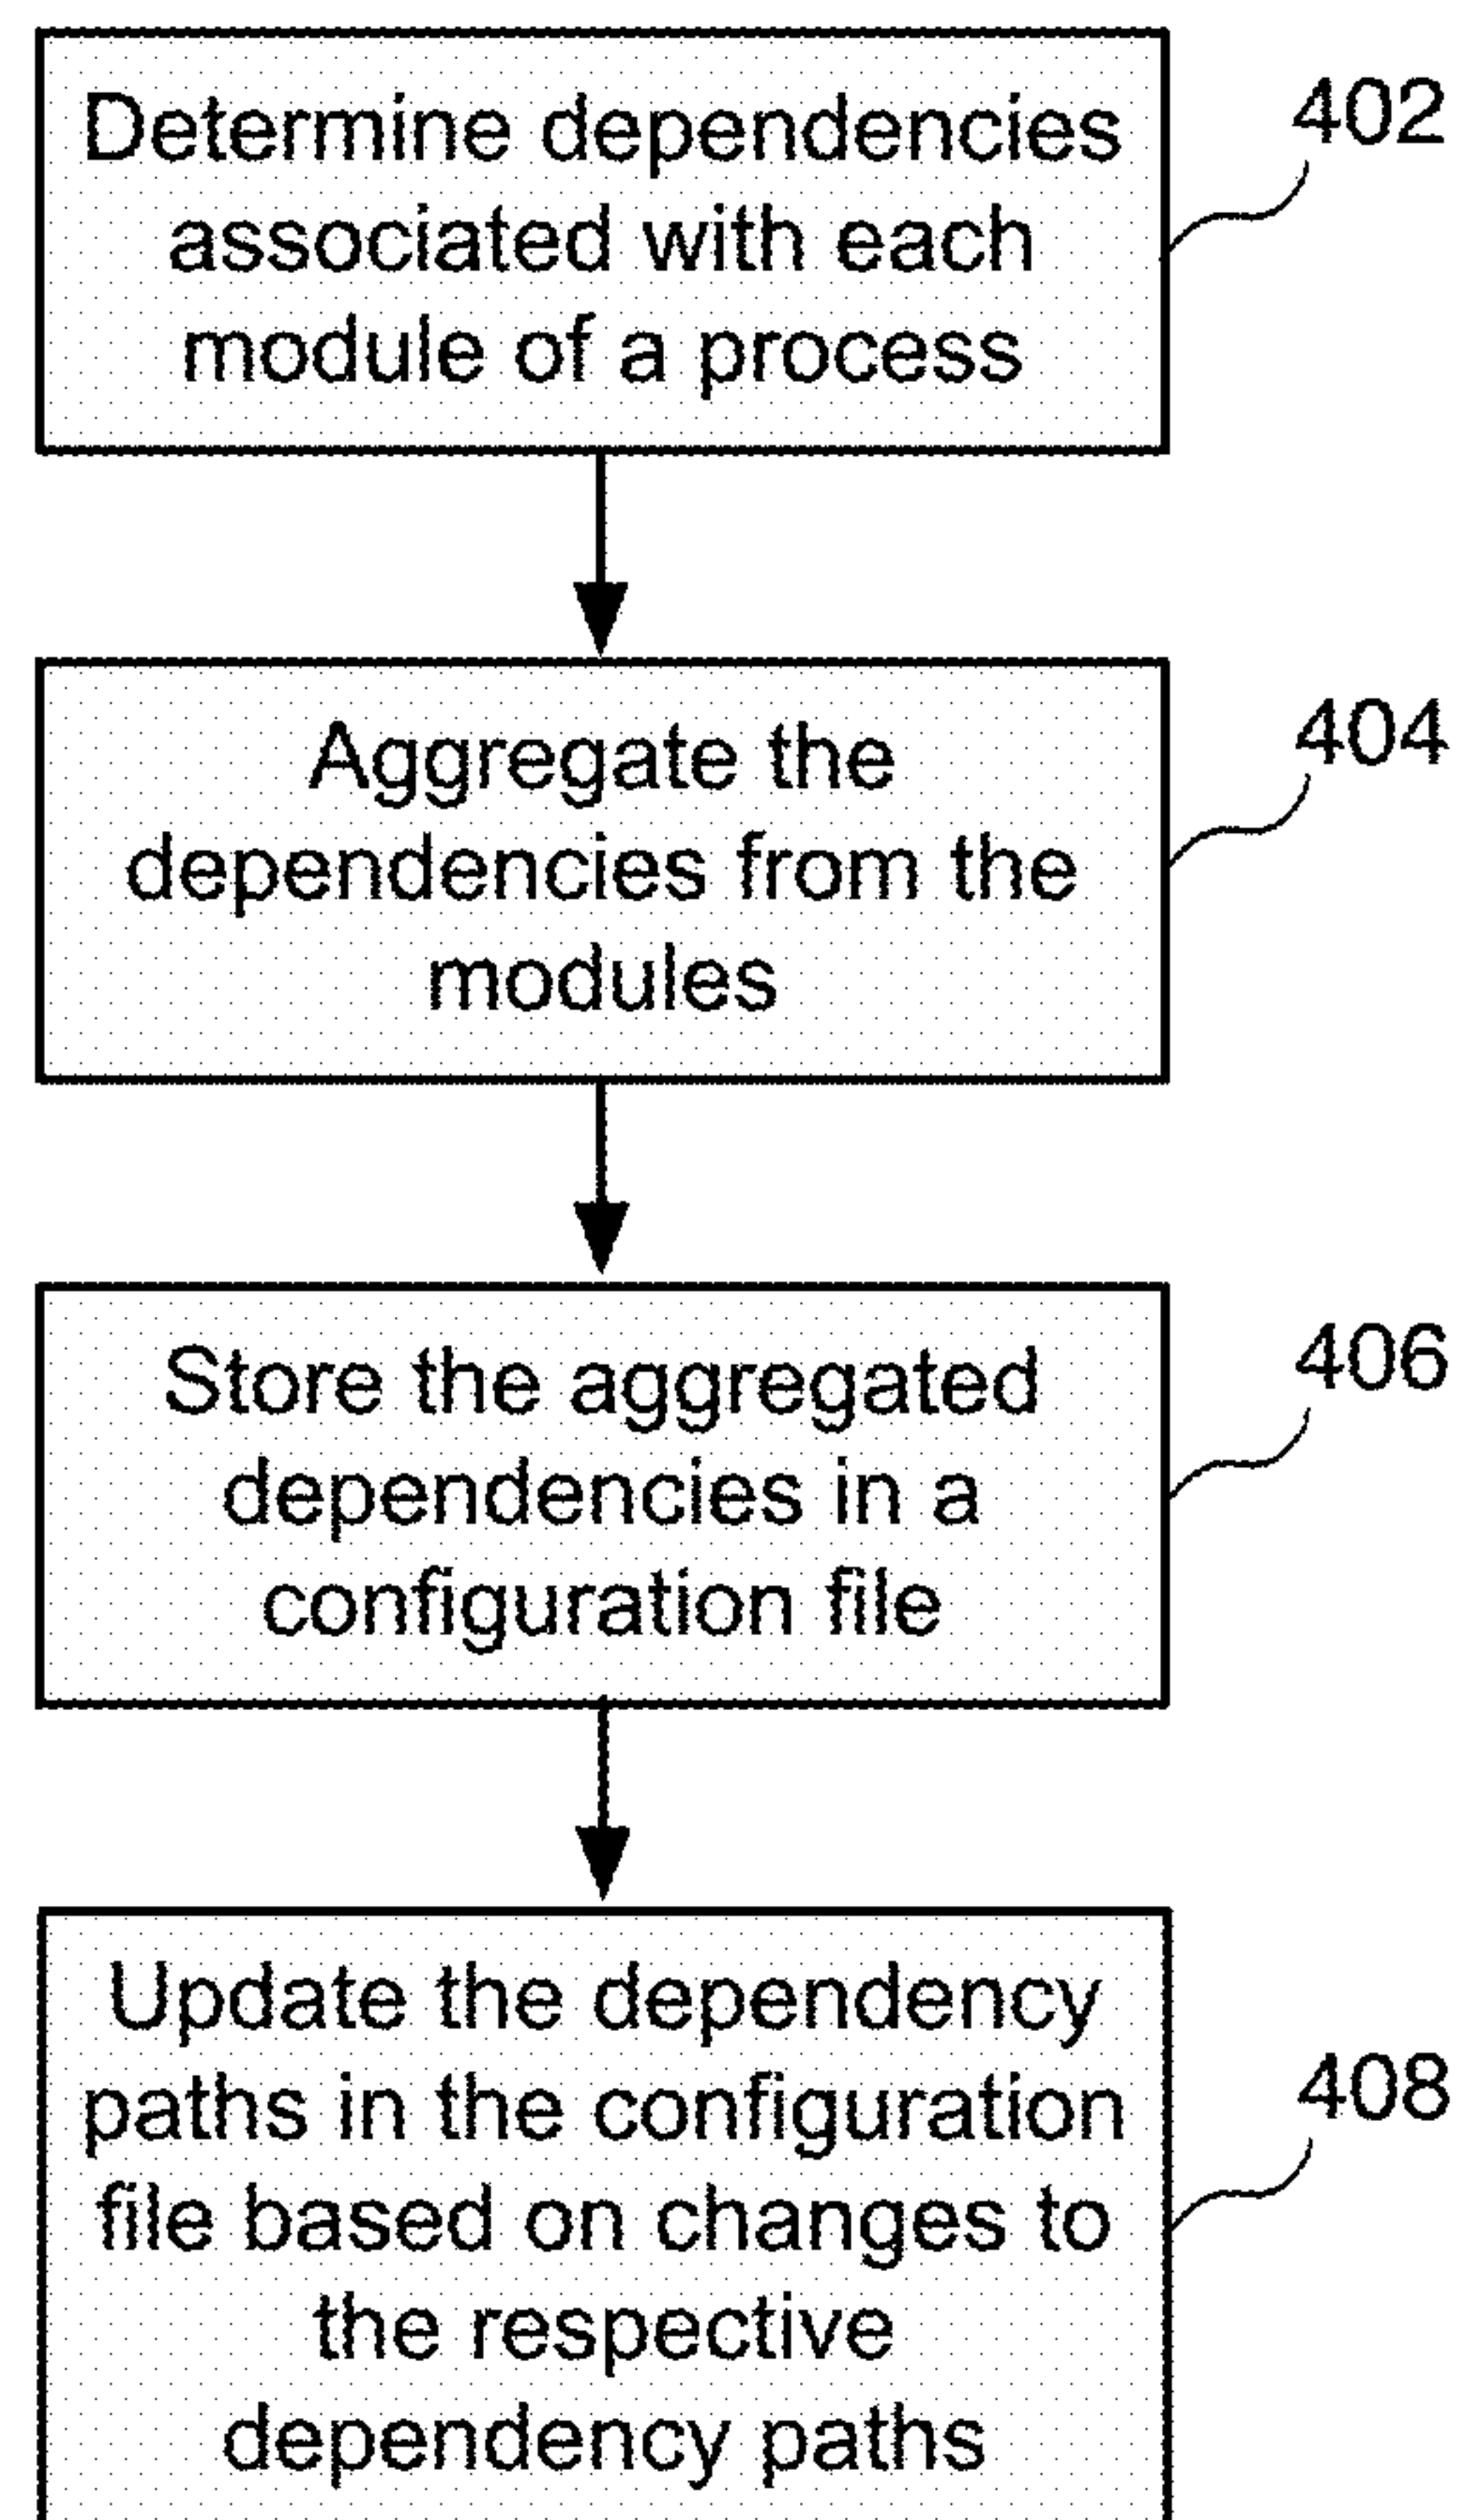 Determine dependencies
associated with each
module of a process
402
Aggregate the
dependencies from the
modules
404
Store the aggregated
dependencies in a
configuration file
406
Update the dependency
paths in the configuration
file based on changes to
the respective
dependency paths
408